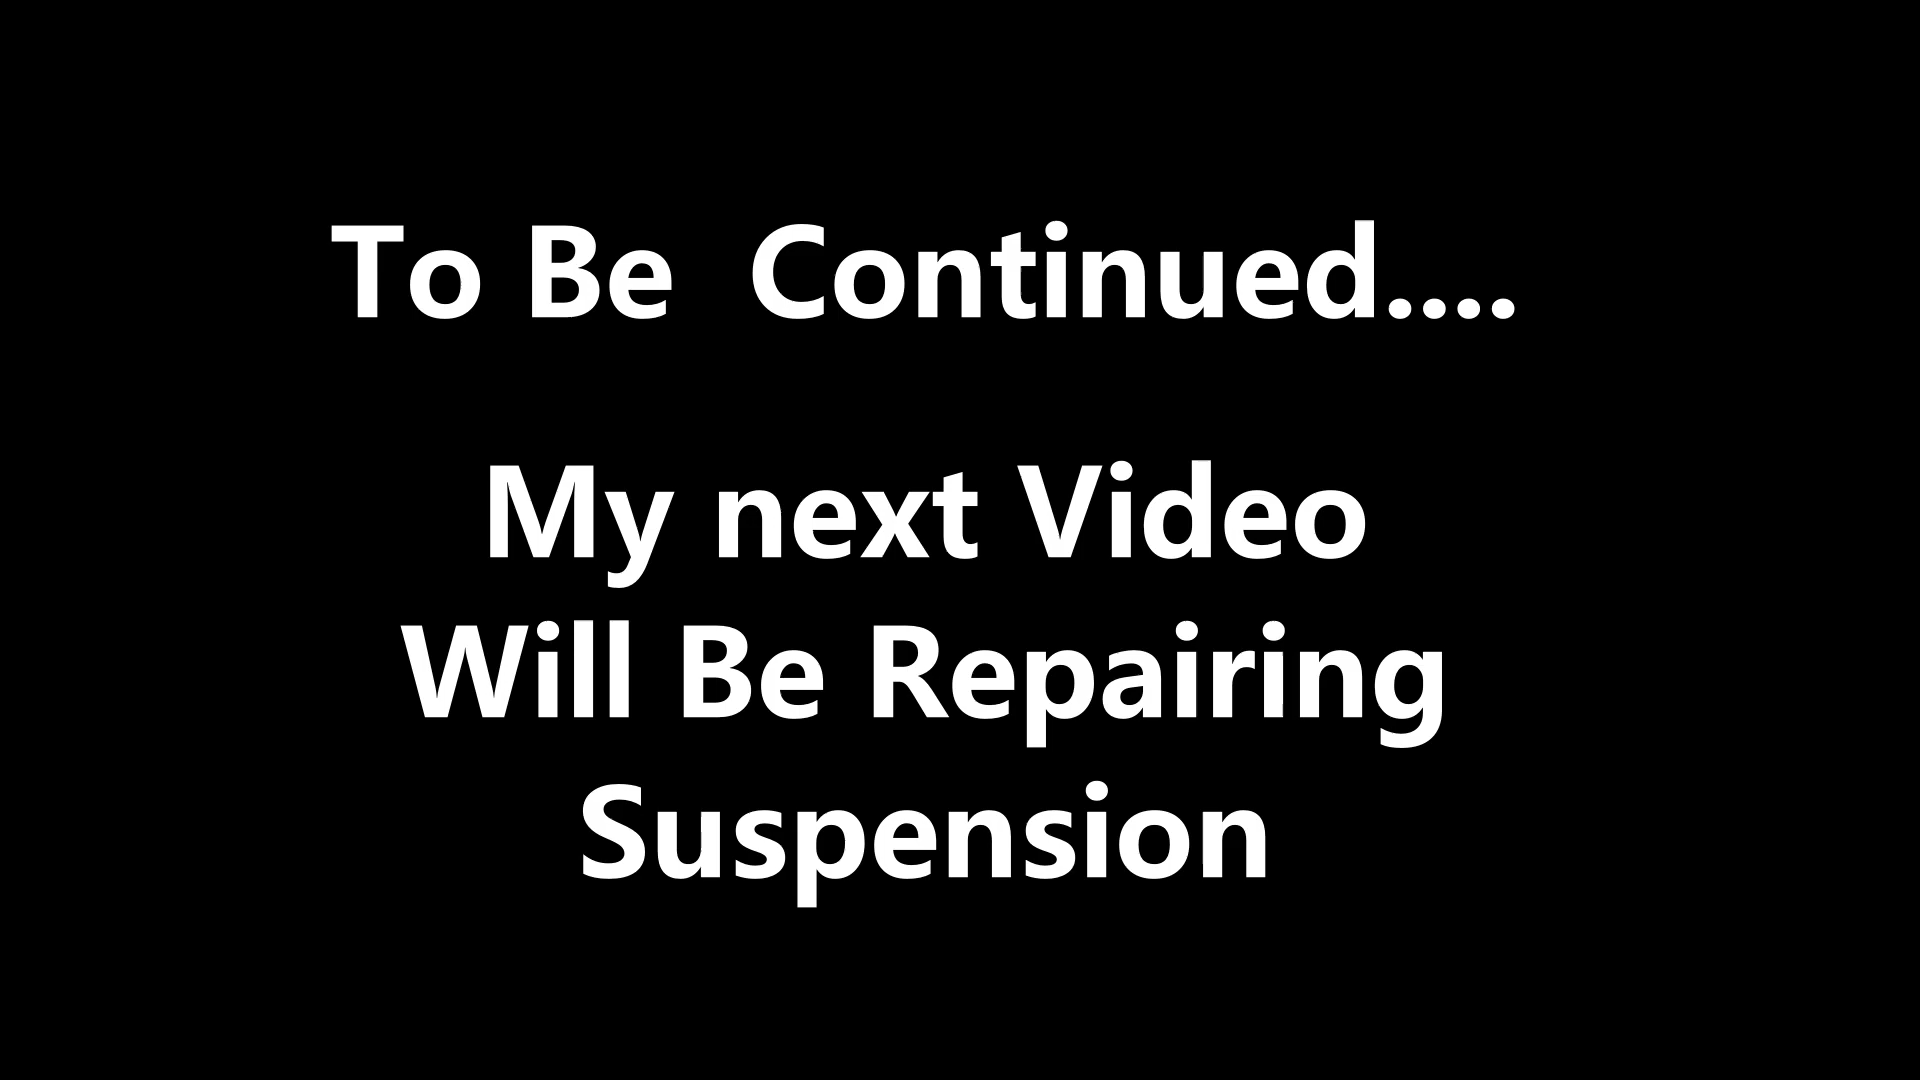 To Be  Continued....
My next Video
Will Be Repairing
Suspension